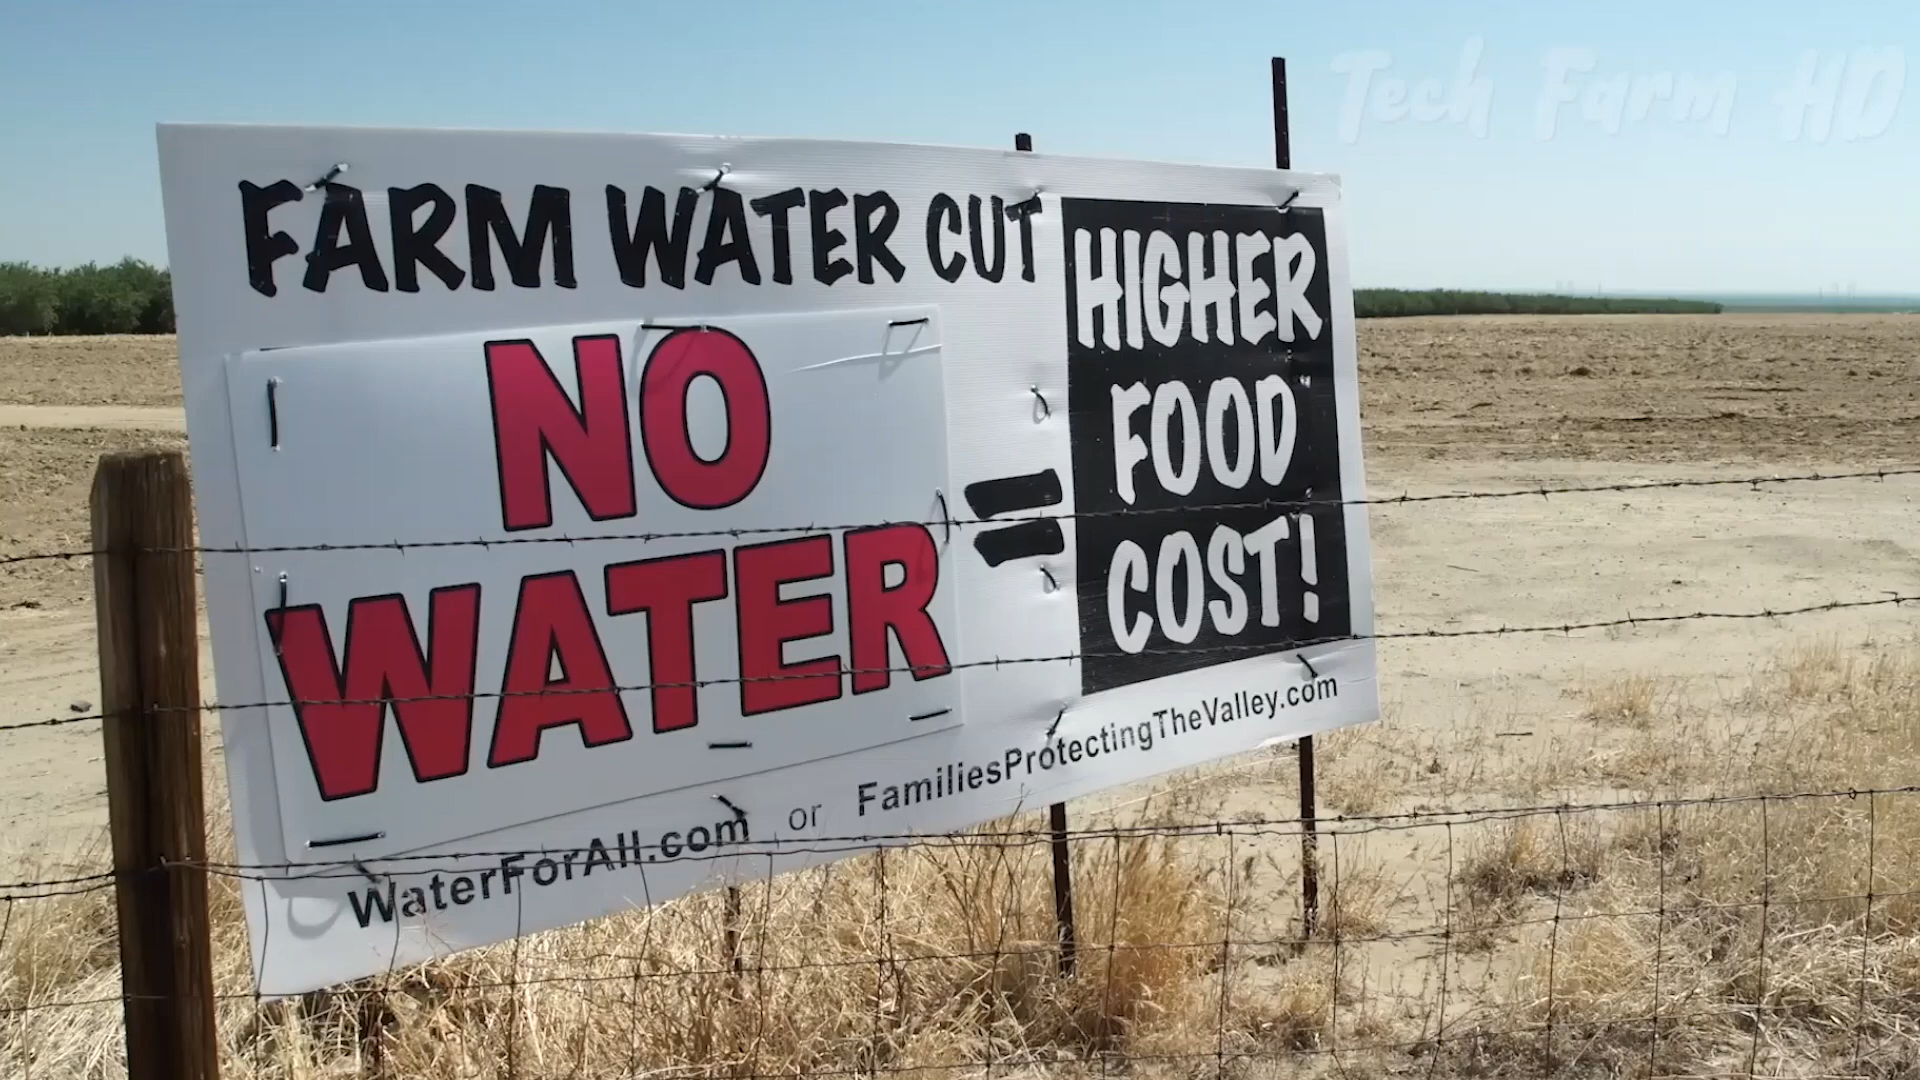 Tech Farm HD
FARM WATER CUT
NO
WATER
=
HIGHER
FOOD
COST!
WaterForAll.com or FamiliesProtectingTheValley.com